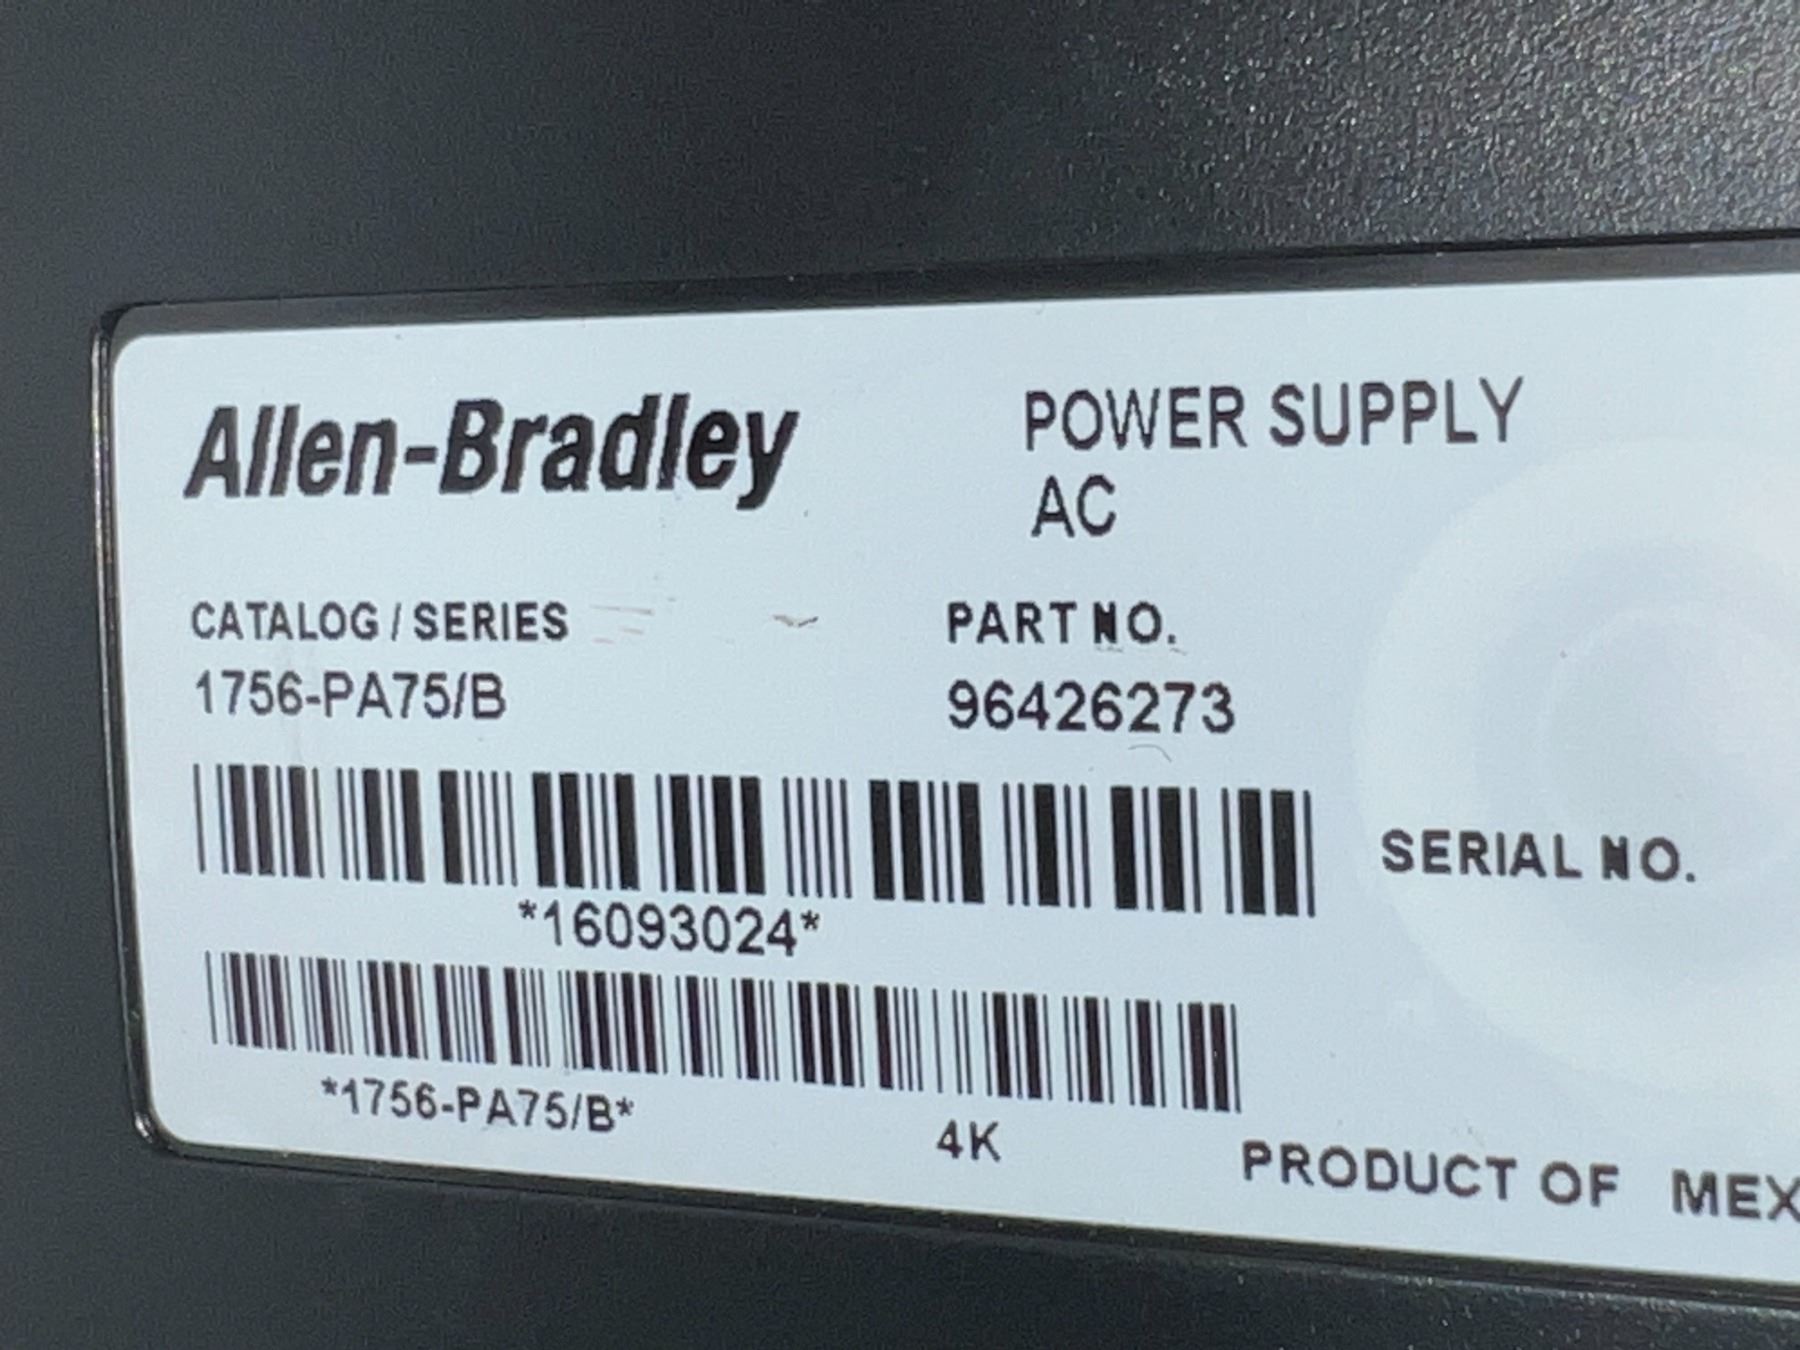 Allen-Bradley
POWER SUPPLY
AC
CATALOG / SERIES
1756-PA75/B
PART NO.
96426273
SERIAL NO.
*16093024*
*1756-PA75/B*
4K
PRODUCT OF MEX